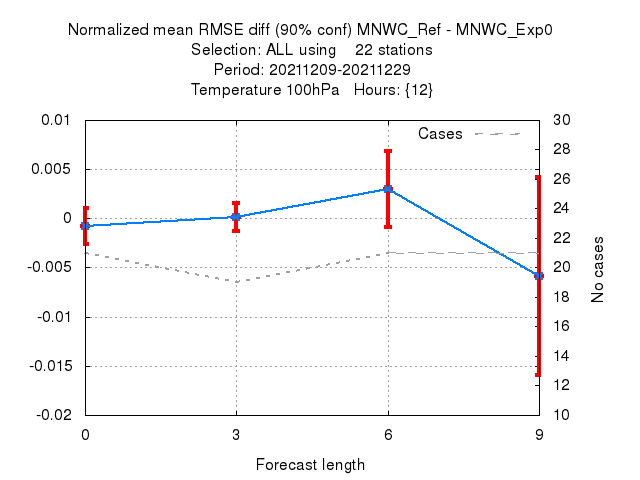 Normalized mean RMSE diff (90% conf) MNWC_Ref - MNWC_Exp0
Selection: ALL using    22 stations
Period: 20211209-20211229
Temperature 100hPa   Hours: {12}
0.01
0.005
0
-0.005
-0.01
-0.015
-0.02
Cases
30
28
26
24
22
20
18
16
14
12
10
No cases
0 3 6 9
Forecast length